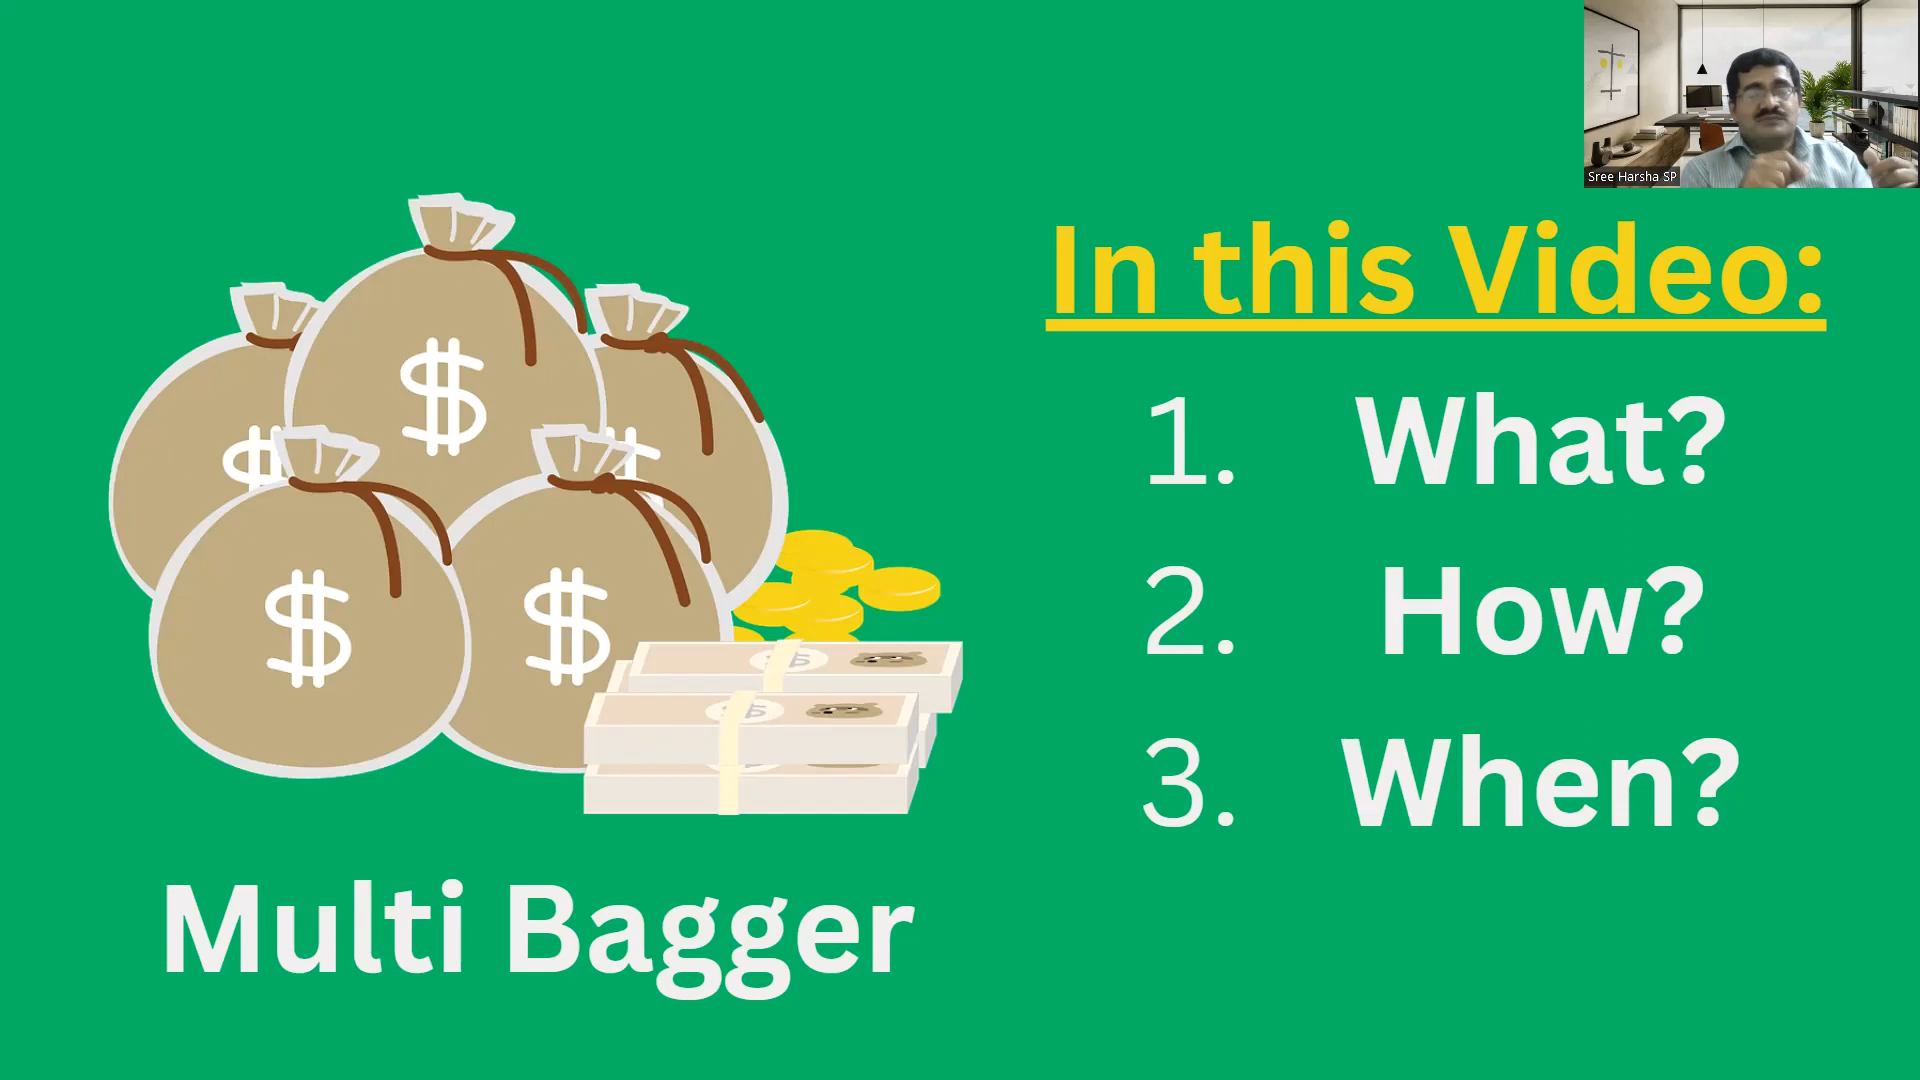 Sree Harsha SP
In this Video:
1. What?
2. How?
3. When?
$
$
$
$
$
Multi Bagger